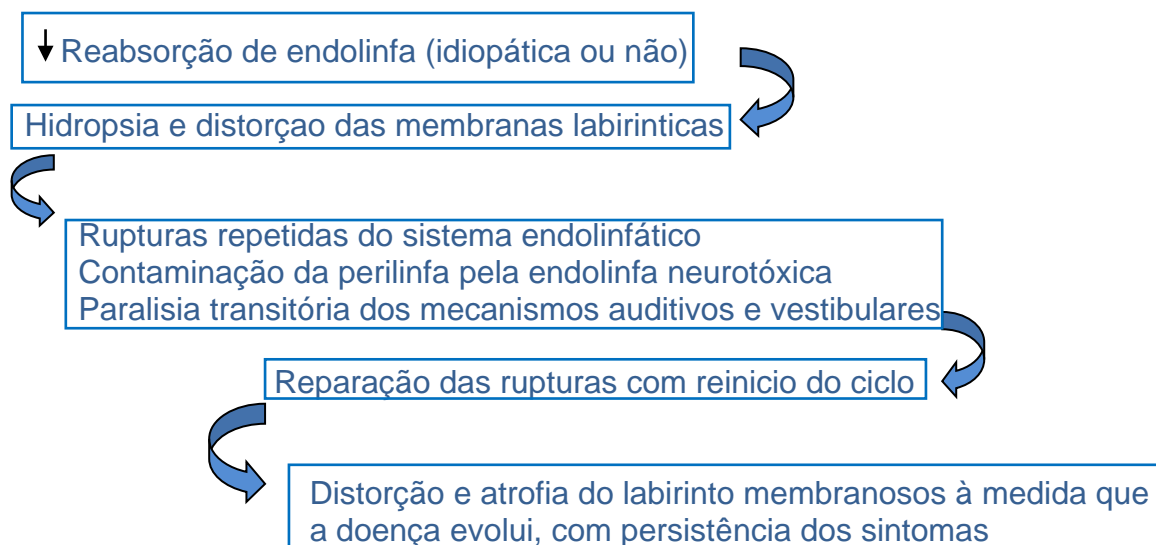 Reabsorção de endolinfa (idiopática ou não)
Hidropsia e distorçao das membranas labirinticas
Rupturas repetidas do sistema endolinfático
Contaminação da perilinfa pela endolinfa neurotóxica
Paralisia transitória dos mecanismos auditivos e vestibulares
Reparação das rupturas com reinicio do ciclo
Distorção e atrofia do labirinto membranosos à medida que
a doença evolui, com persistência dos sintomas